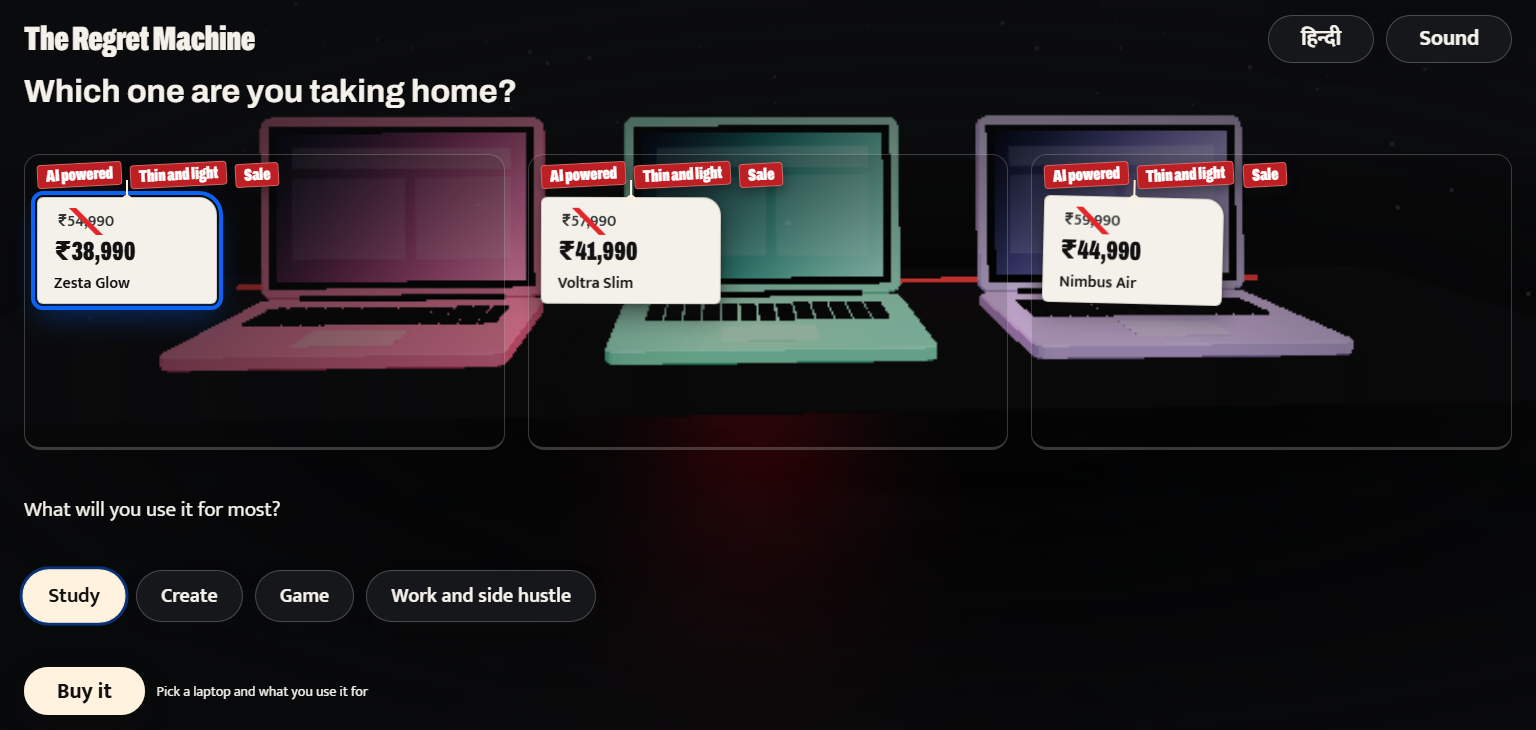 The Regret Machine
हिन्दी
Sound
Which one are you taking home?
AI powered
Thin and light
Sale
₹54,990
₹38,990
Zesta Glow
AI powered
Thin and light
Sale
₹57,990
₹41,990
Voltra Slim
AI powered
Thin and light
Sale
₹59,990
₹44,990
Nimbus Air
What will you use it for most?
Study
Create
Game
Work and side hustle
Buy it
Pick a laptop and what you use it for